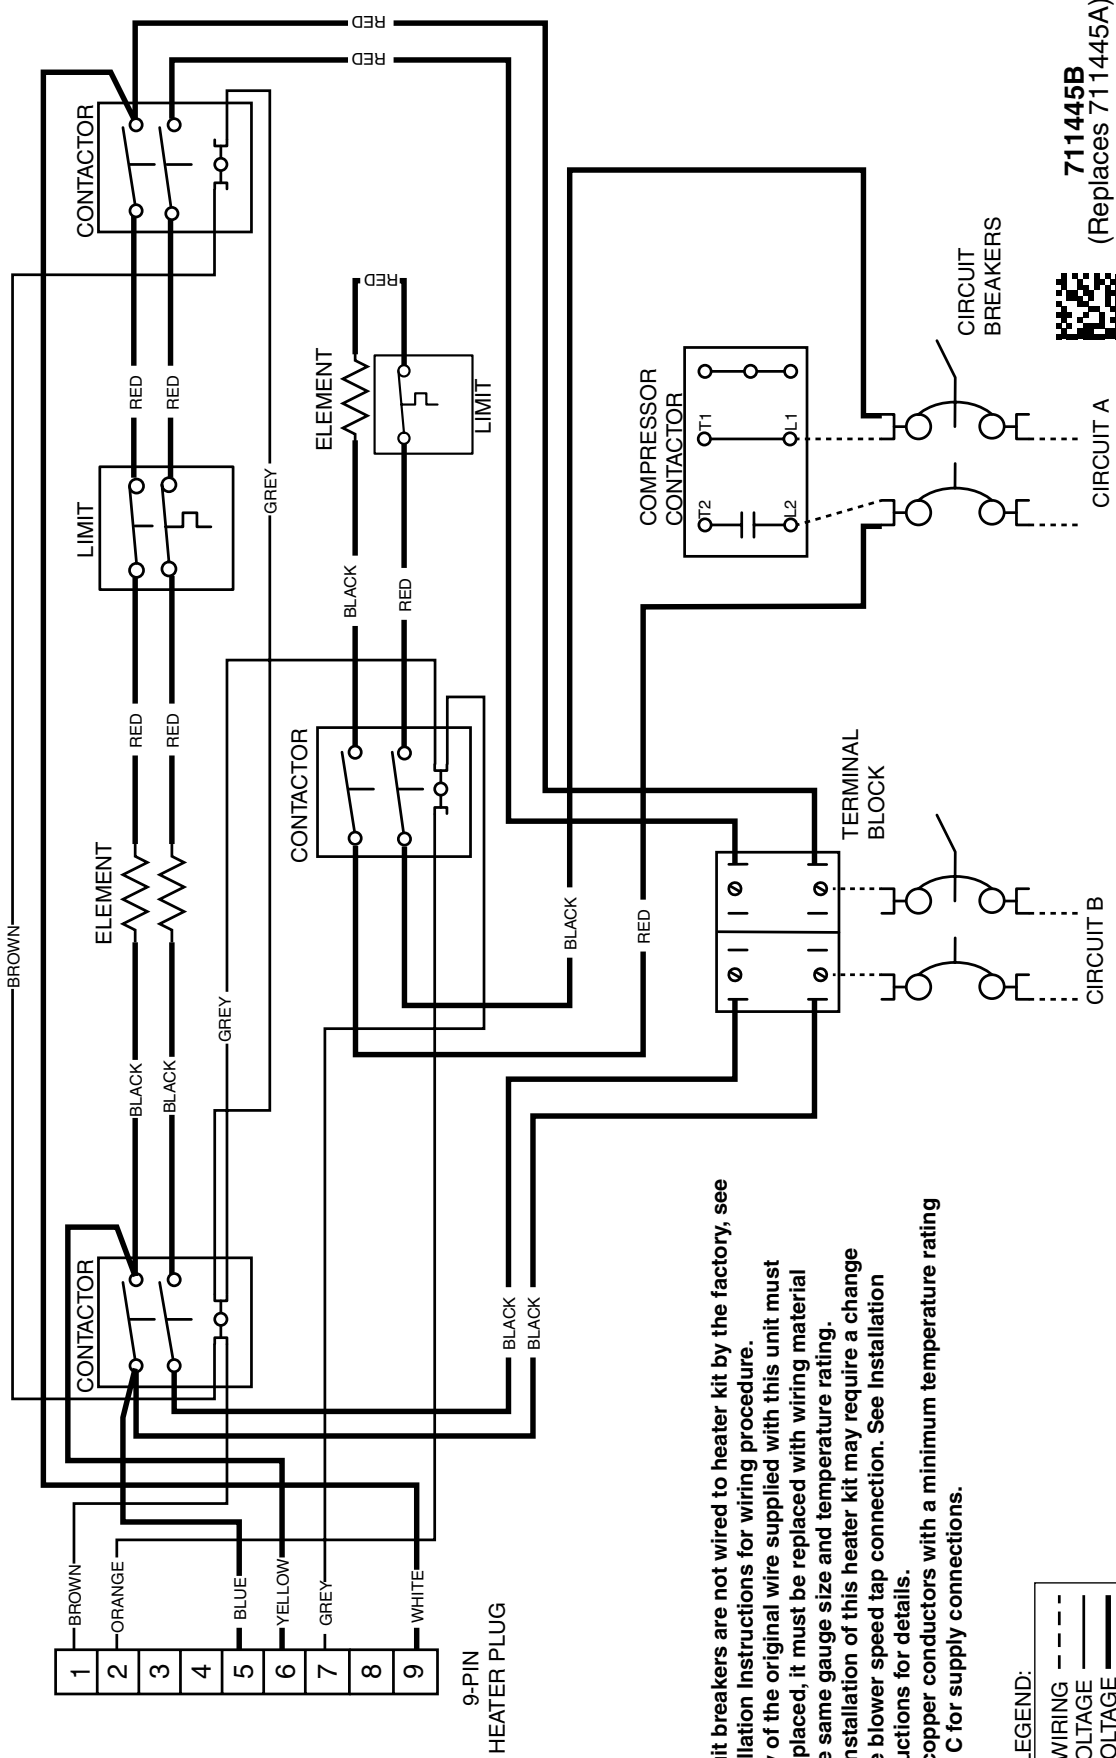 BROWN
CONTACTOR
ELEMENT
LIMIT
CONTACTOR
BROWN
ORANGE
BLUE
YELLOW
GREY
WHITE
1
2
3
4
5
6
7
8
9
9-PIN
HEATER PLUG
BLACK
BLACK
RED
RED
RED
RED
GREY
GREY
CONTACTOR
ELEMENT
BLACK
RED
RED
LIMIT
RED
RED
BLACK
BLACK
BLACK
RED
COMPRESSOR
CONTACTOR
T2
T1
L2
L1
TERMINAL
BLOCK
CIRCUIT
BREAKERS
CIRCUIT B
CIRCUIT A
it breakers are not wired to heater kit by the factory, see
llation Instructions for wiring procedure.
y of the original wire supplied with this unit must
placed, it must be replaced with wiring material
e same gauge size and temperature rating.
nstallation of this heater kit may require a change
e blower speed tap connection. See Installation
uctions for details.
copper conductors with a minimum temperature rating
C for supply connections.
EGEND:
WIRING
OLTAGE
OLTAGE
711445B
(Replaces 711445A)